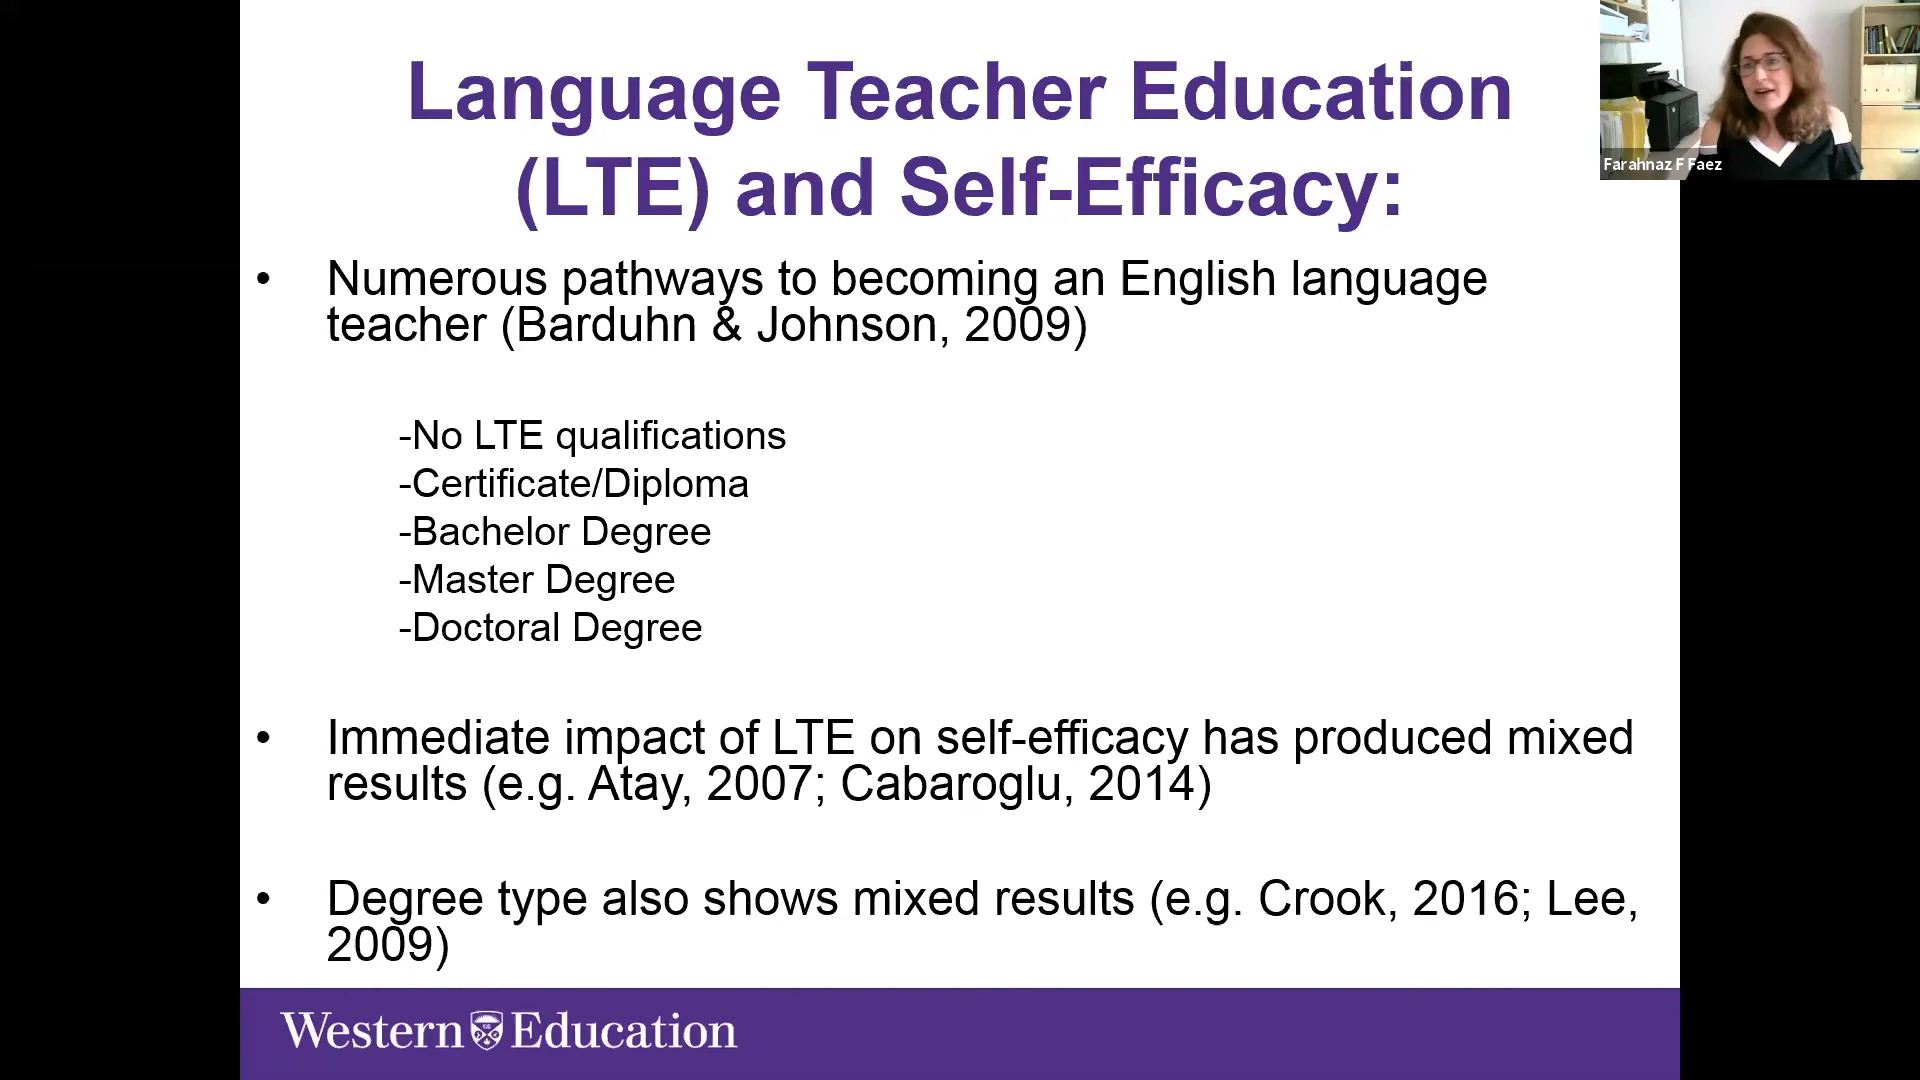 Language Teacher Education
(LTE) and Self-Efficacy:
Farahnaz F Faez
• Numerous pathways to becoming an English language
teacher (Barduhn & Johnson, 2009)
-No LTE qualifications
-Certificate/Diploma
-Bachelor Degree
-Master Degree
-Doctoral Degree
• Immediate impact of LTE on self-efficacy has produced mixed
results (e.g. Atay, 2007; Cabaroglu, 2014)
• Degree type also shows mixed results (e.g. Crook, 2016; Lee,
2009)
Western Education